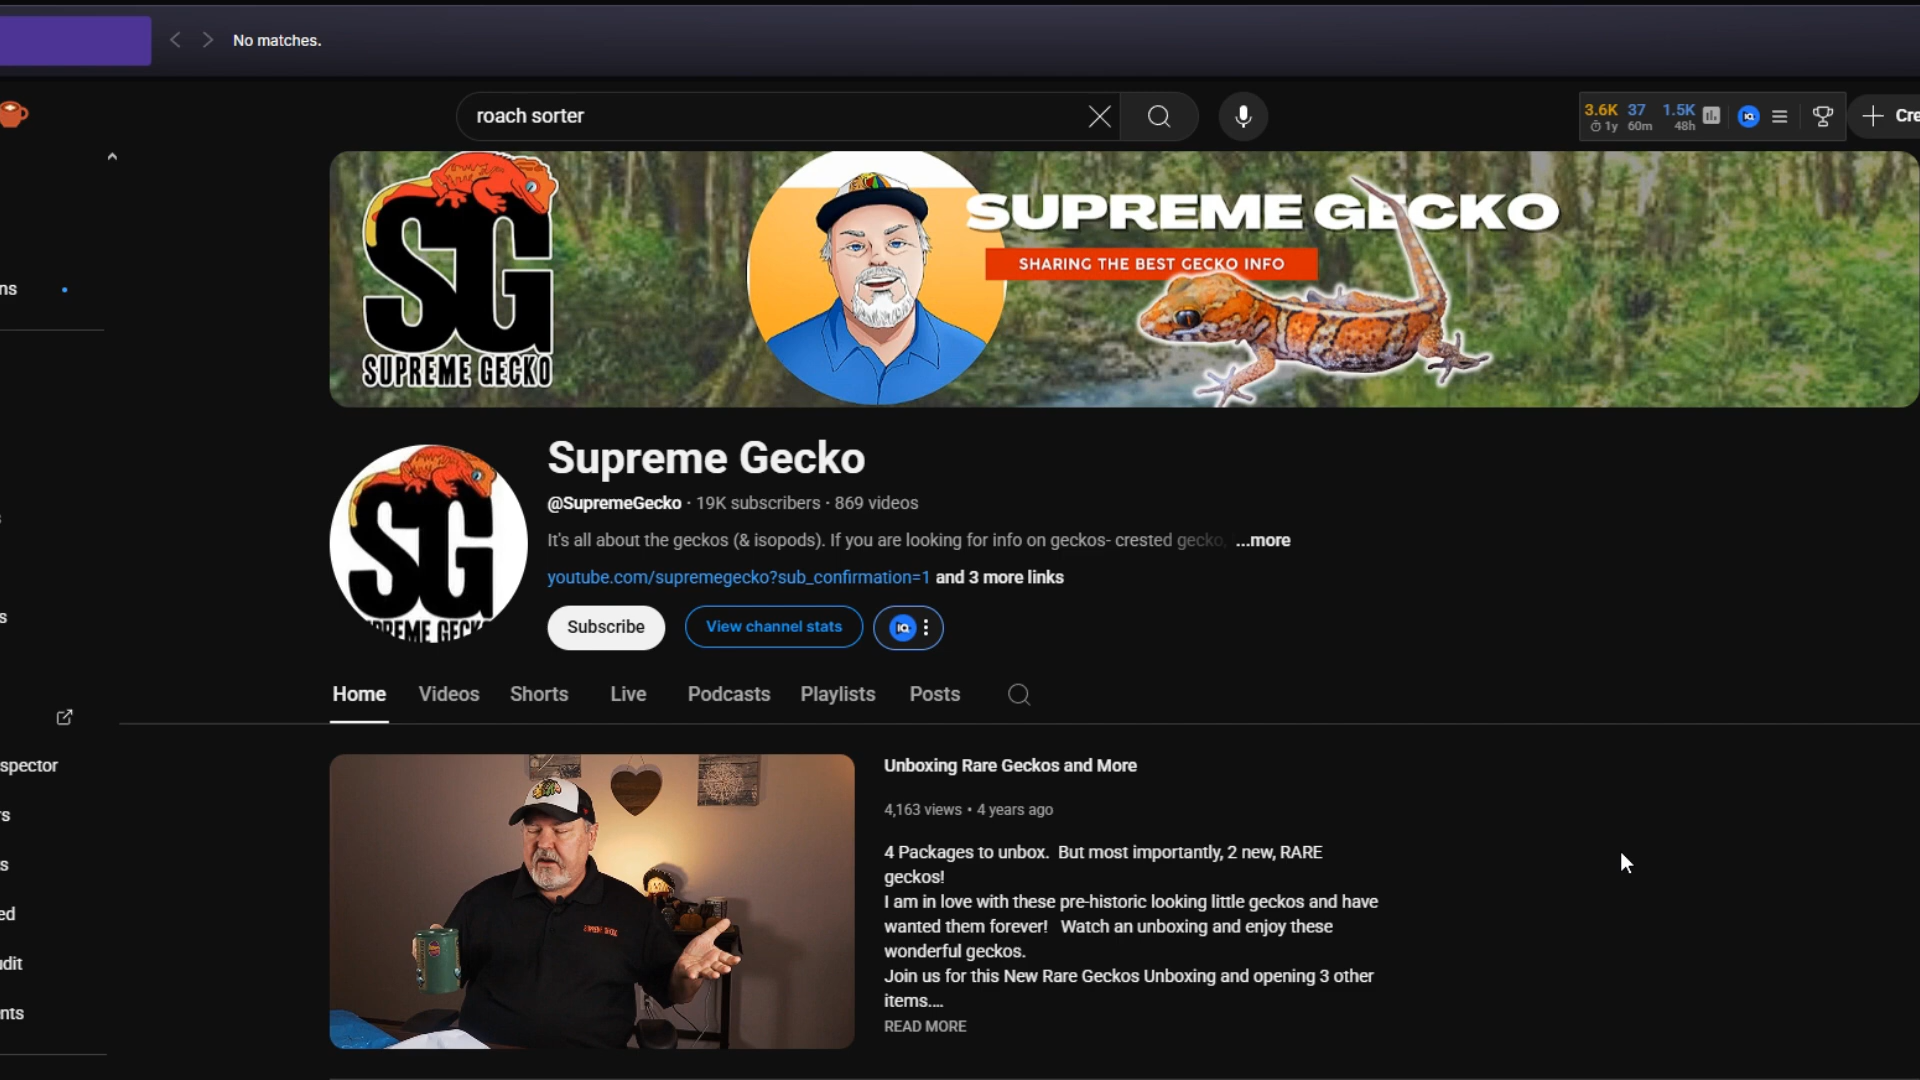 No matches.
roach sorter
3.6K 37 1.5K
1y 60m 48h
Cre
SG
SUPREME GECKO
SUPREME GECKO
SHARING THE BEST GECKO INFO
ns
SG
Supreme Gecko
@SupremeGecko · 19K subscribers · 869 videos
It's all about the geckos (& isopods). If you are looking for info on geckos- crested gecko, ...more
youtube.com/supremegecko?sub_confirmation=1 and 3 more links
Subscribe
View channel stats
s
Home Videos Shorts Live Podcasts Playlists Posts
spector
rs
s
ed
udit
nts
Unboxing Rare Geckos and More
4,163 views • 4 years ago
4 Packages to unbox. But most importantly, 2 new, RARE
geckos!
I am in love with these pre-historic looking little geckos and have
wanted them forever! Watch an unboxing and enjoy these
wonderful geckos.
Join us for this New Rare Geckos Unboxing and opening 3 other
items....
READ MORE